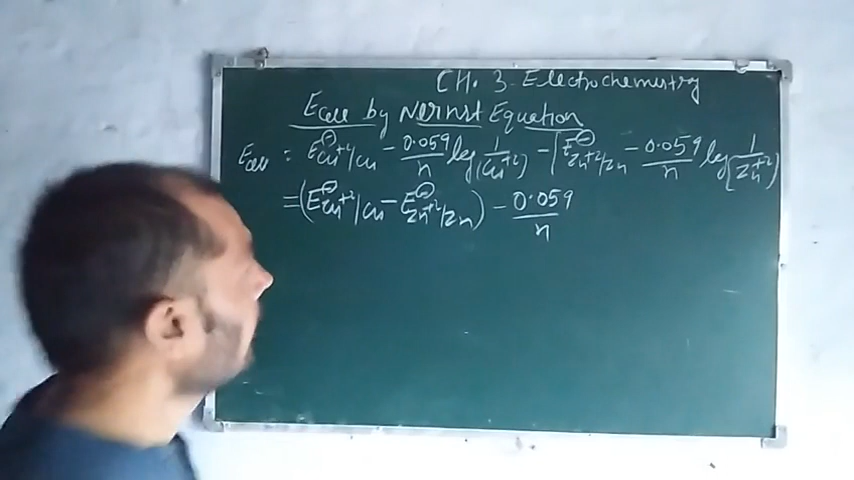 CH. 3 Electrochemistry
Ecell by Nernst Equation
Ecell = E⊖Cu+2/Cu - 0.059/n log 1/[Cu+2) - [E⊖Zn+2/Zn - 0.059/n log 1/[Zn+2)
= (E⊖Cu+2/Cu - E⊖Zn+2/Zn) - 0.059/n